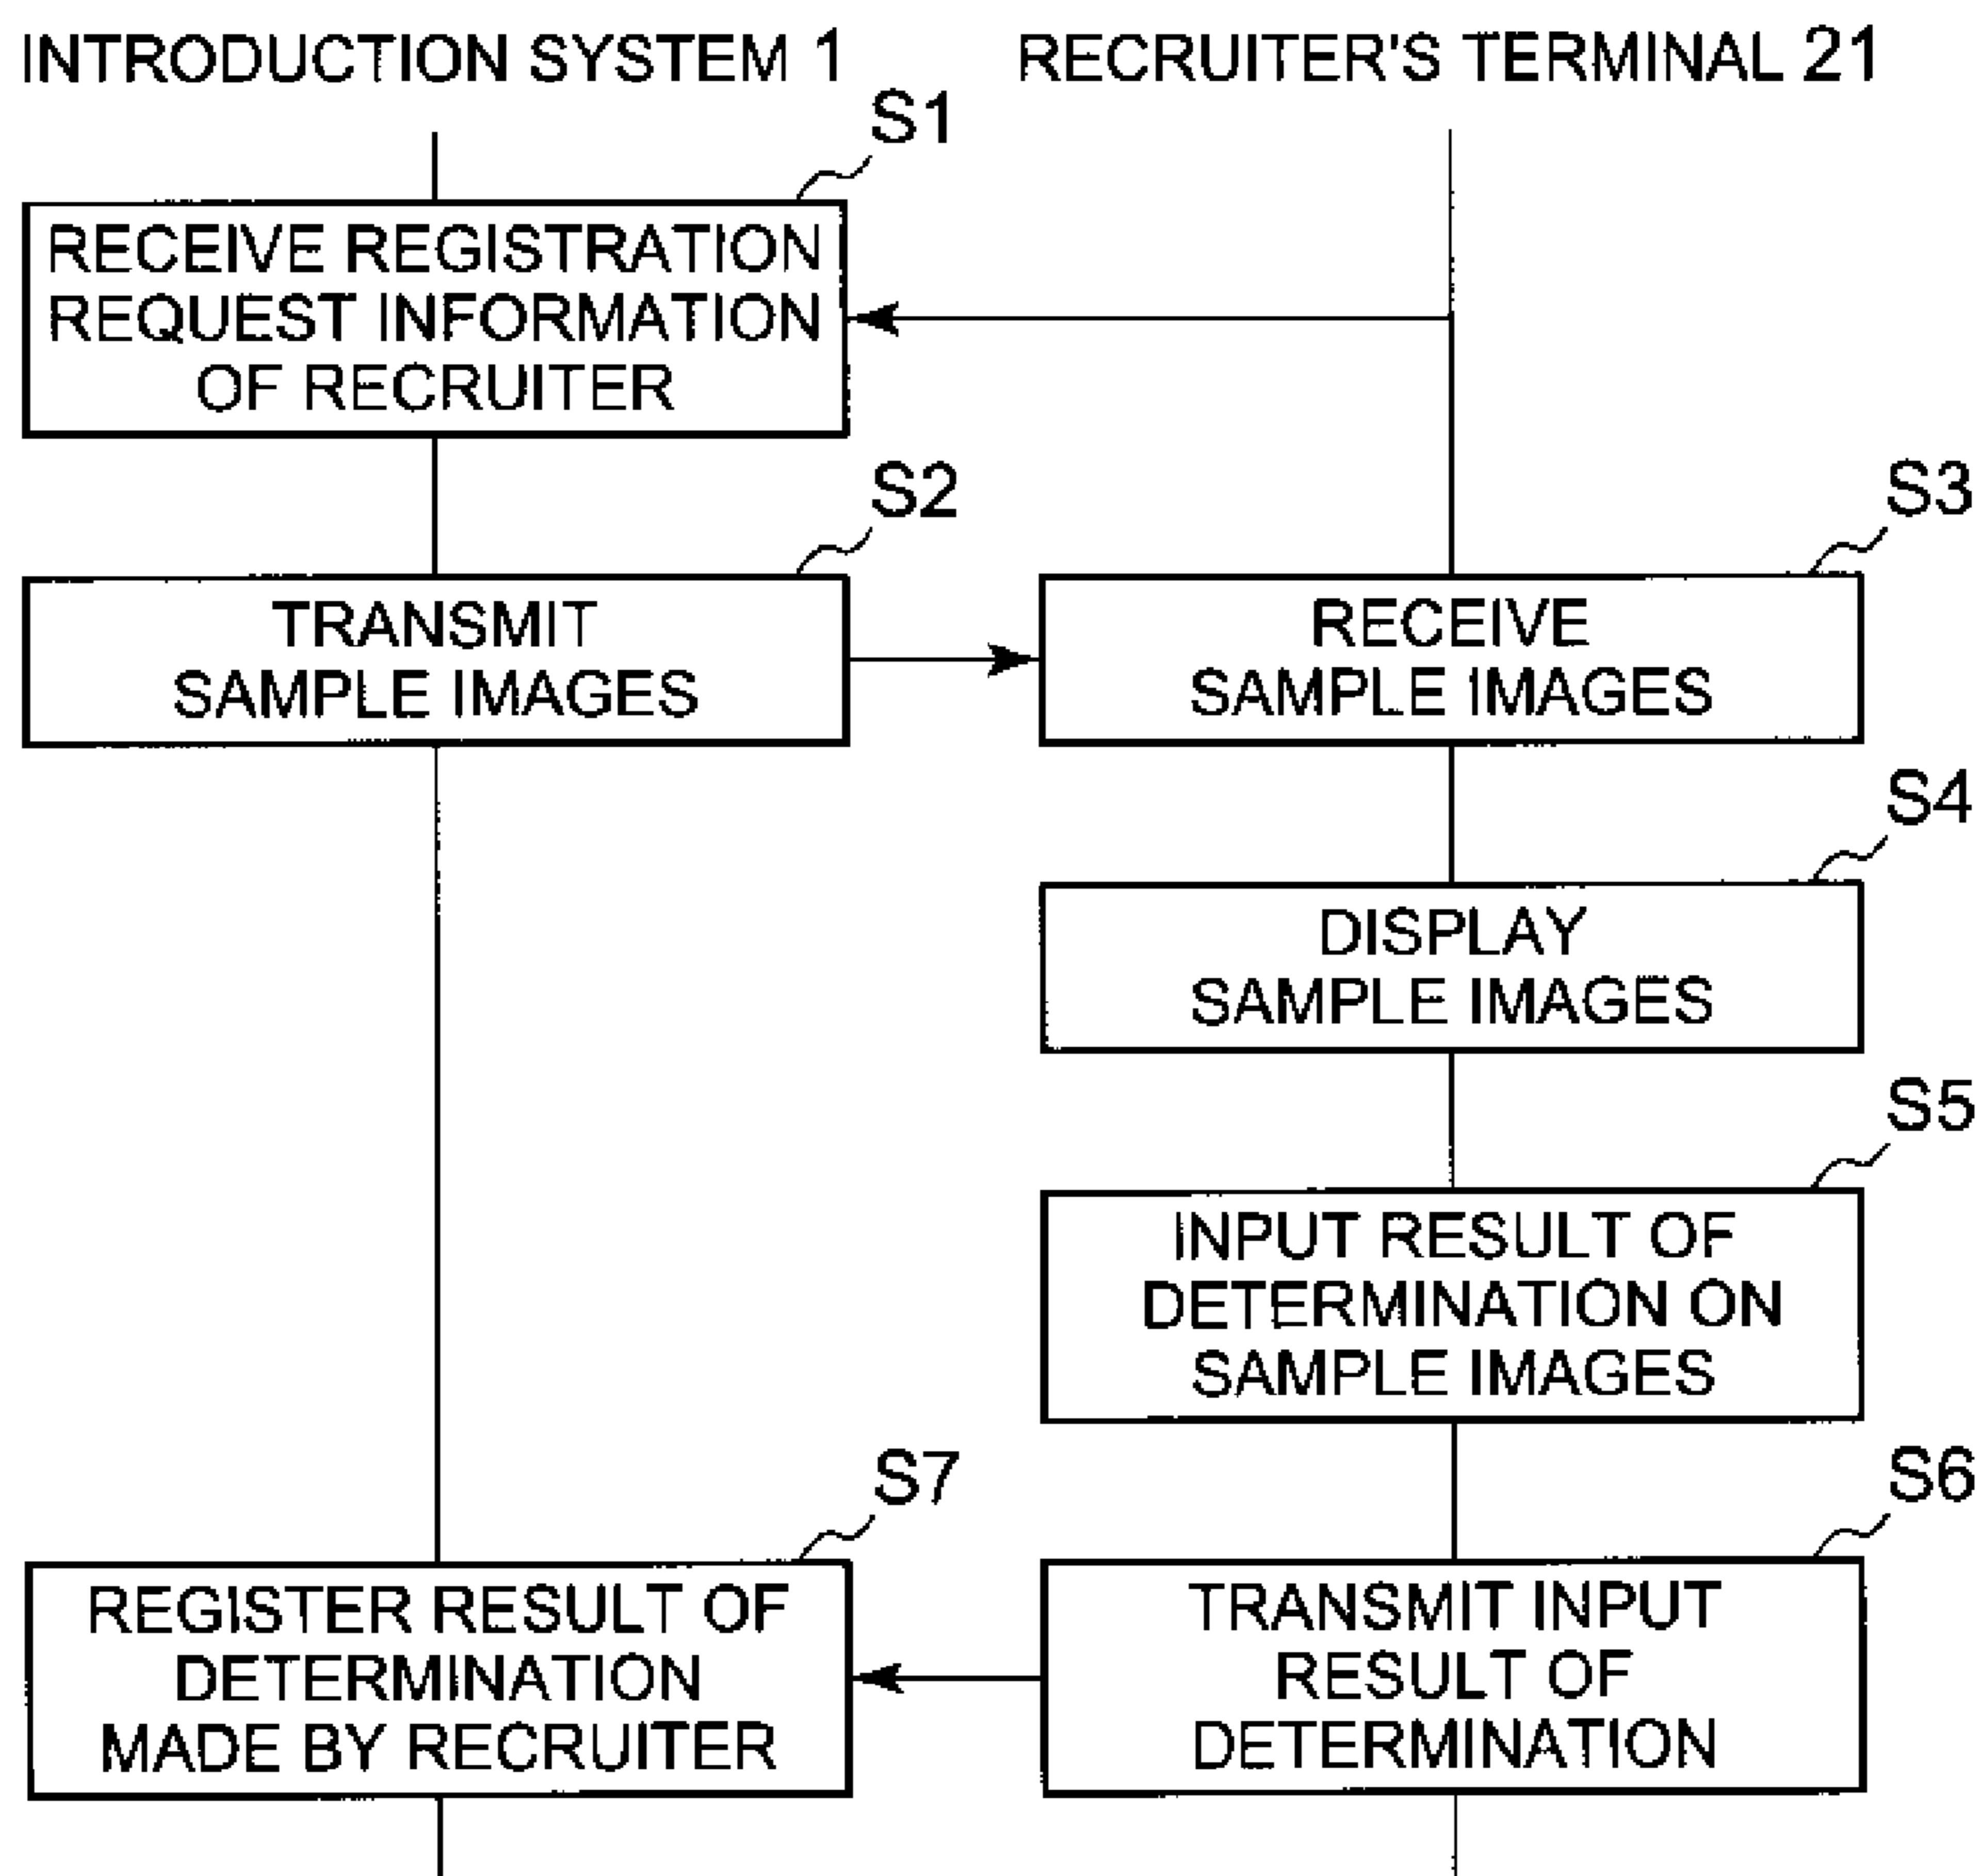 INTRODUCTION SYSTEM 1
RECRUITER'S TERMINAL 21
S1
RECEIVE REGISTRATION
REQUEST INFORMATION
OF RECRUITER
S2
TRANSMIT
SAMPLE IMAGES
S3
RECEIVE
SAMPLE IMAGES
S4
DISPLAY
SAMPLE IMAGES
S5
INPUT RESULT OF
DETERMINATION ON
SAMPLE IMAGES
S6
TRANSMIT INPUT
RESULT OF
DETERMINATION
S7
REGISTER RESULT OF
DETERMINATION
MADE BY RECRUITER